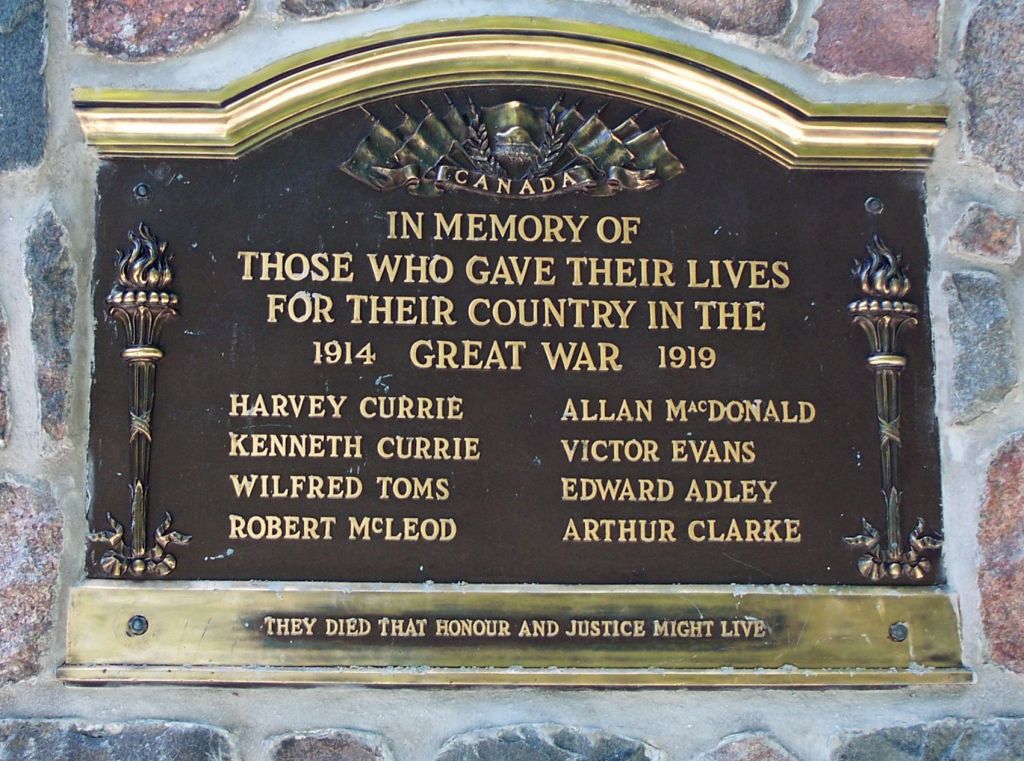 CANADA
IN MEMORY OF
THOSE WHO GAVE THEIR LIVES
FOR THEIR COUNTRY IN THE
1914 GREAT WAR 1919
HARVEY CURRIE
KENNETH CURRIE
WILFRED TOMS
ROBERT McLEOD
ALLAN MacDONALD
VICTOR EVANS
EDWARD ADLEY
ARTHUR CLARKE
THEY DIED THAT HONOUR AND JUSTICE MIGHT LIVE